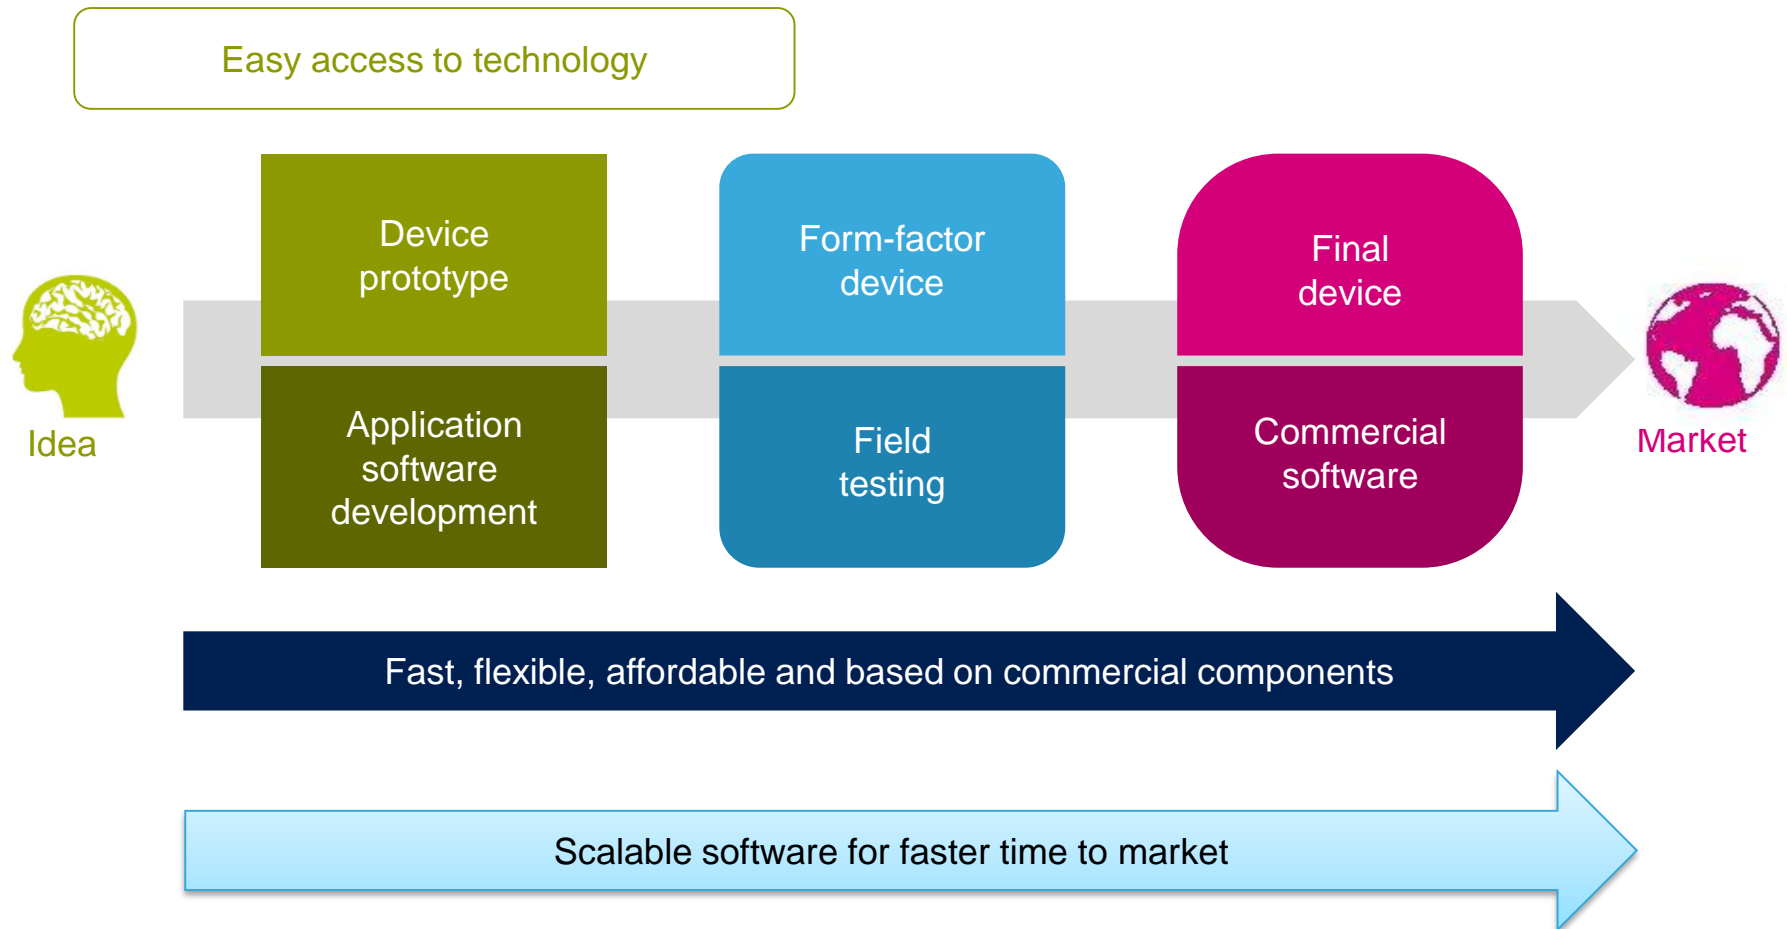 Easy access to technology
Device
prototype
Form-factor
device
Final
device
Idea
Application
software
development
Field
testing
Commercial
software
Market
Fast, flexible, affordable and based on commercial components
Scalable software for faster time to market